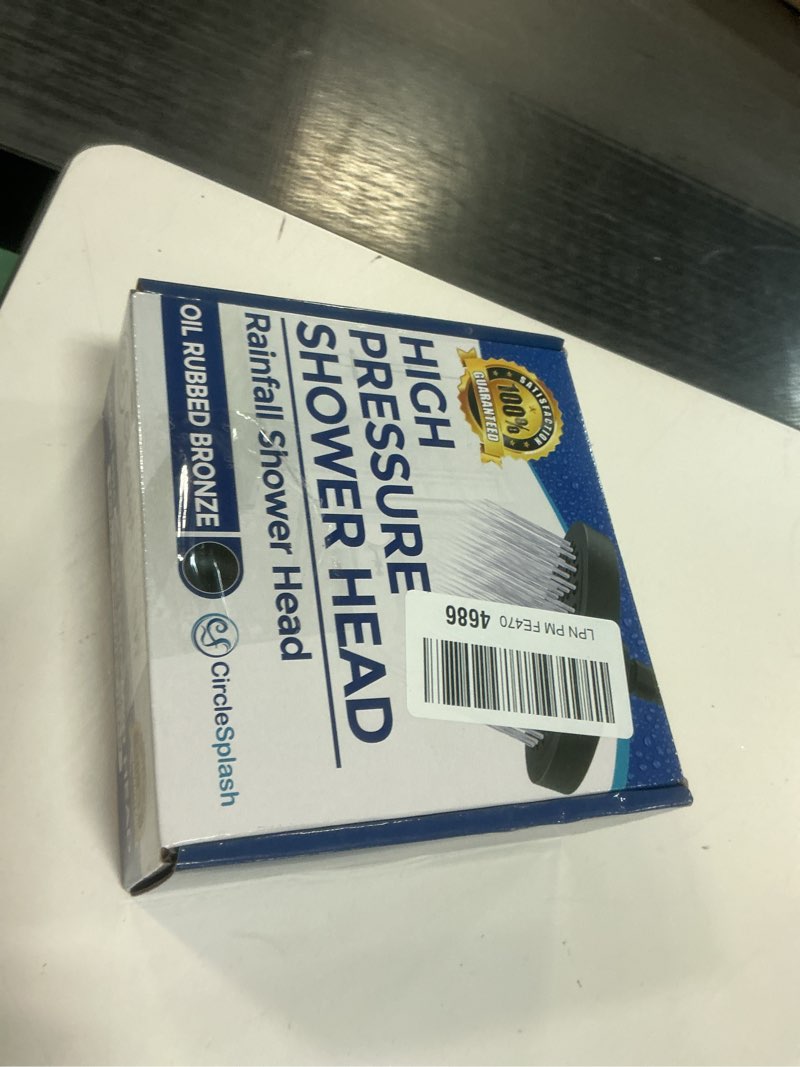 SATISFACTION
100%
GUARANTEED
HIGH
PRESSURE
SHOWER HEAD
Rainfall Shower Head
OIL RUBBED BRONZE
CircleSplash
LPN PM FE470 4686